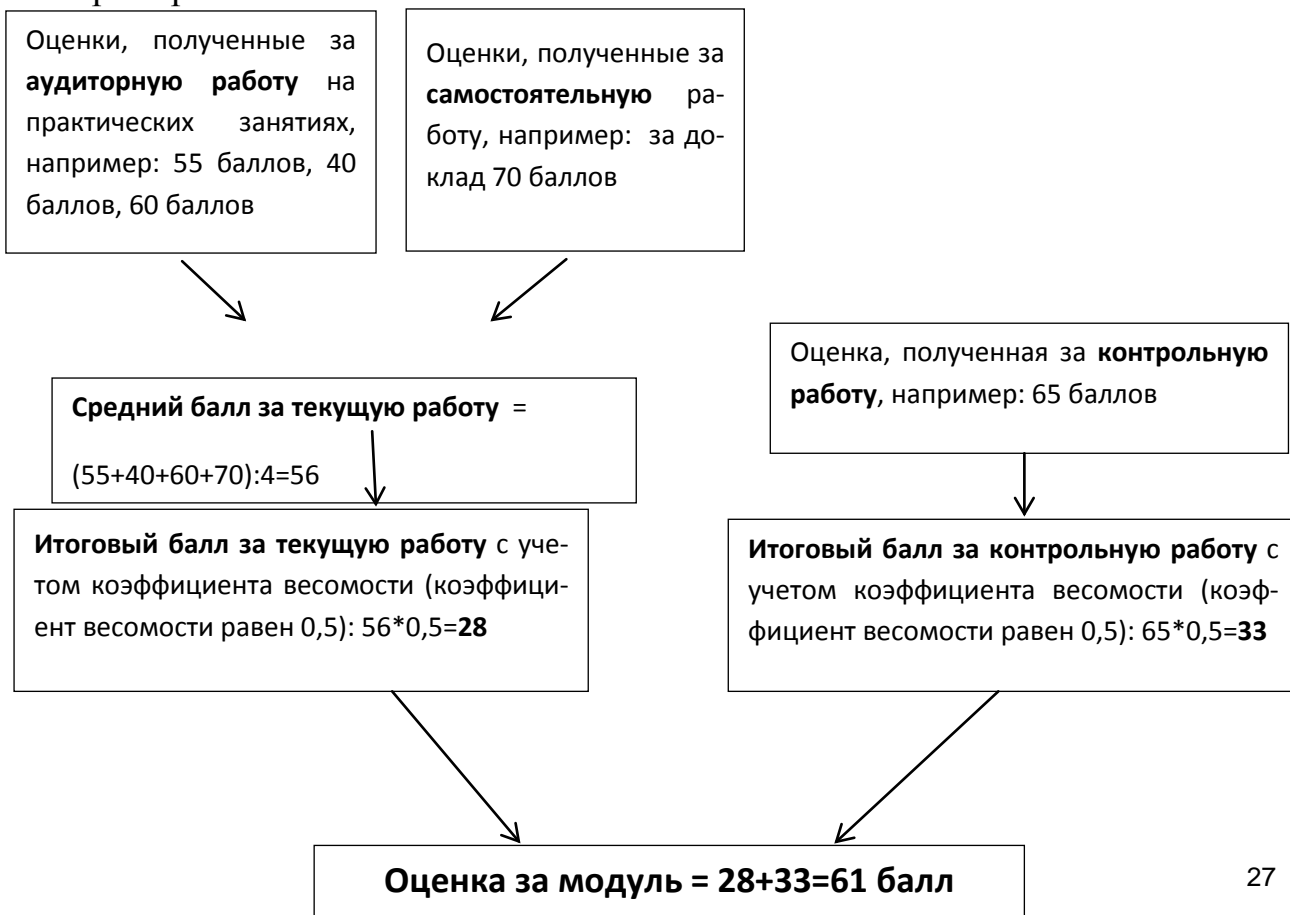 Оценки, полученные за
аудиторную работу на
практических занятиях,
например: 55 баллов, 40
баллов, 60 баллов
Оценки, полученные за
самостоятельную ра-
боту, например: за до-
клад 70 баллов
Оценка, полученная за контрольную
работу, например: 65 баллов
Средний балл за текущую работу =
(55+40+60+70):4=56
Итоговый балл за текущую работу с уче-
том коэффициента весомости (коэффици-
ент весомости равен 0,5): 56*0,5=28
Итоговый балл за контрольную работу с
учетом коэффициента весомости (коэф-
фициент весомости равен 0,5): 65*0,5=33
Оценка за модуль = 28+33=61 балл
27